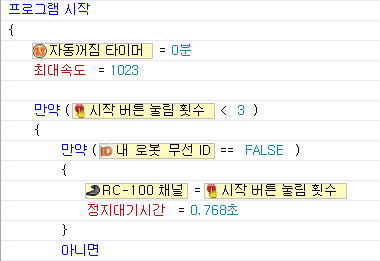 프로그램 시작
{
자동꺼짐 타이머 = 0분
최대속도 = 1023
만약 ( 시작 버튼 눌림 횟수 < 3 )
{
만약 ( ID 내 로봇 무선 ID == FALSE )
{
RC-100 채널 = 시작 버튼 눌림 횟수
정지대기시간 = 0.768초
}
아니면